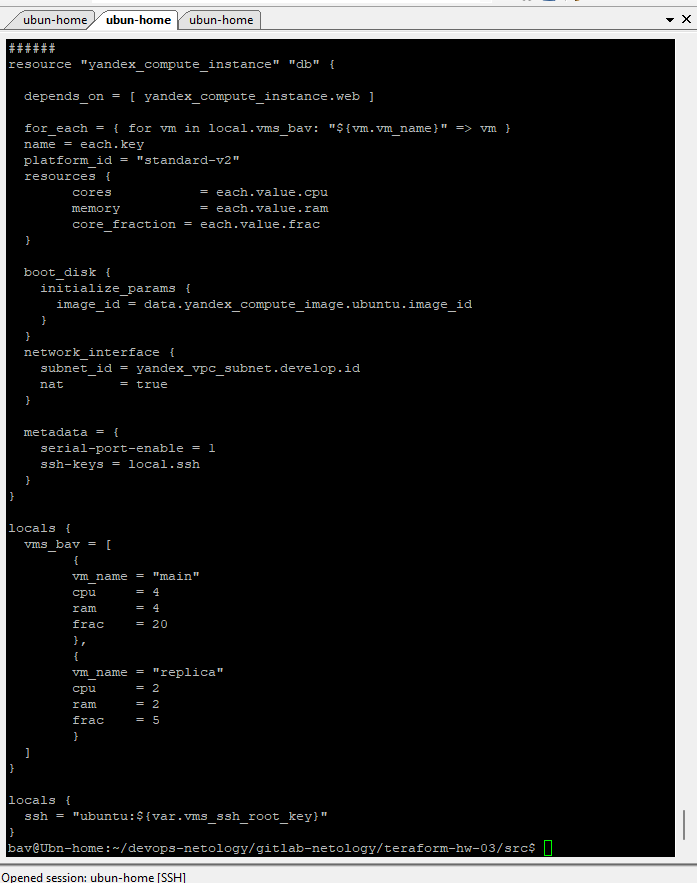 ubun-home ubun-home ubun-home
######
resource "yandex_compute_instance" "db" {
  depends_on = [ yandex_compute_instance.web ]
  for_each = { for vm in local.vms_bav: "${vm.vm_name}" => vm }
  name = each.key
  platform_id = "standard-v2"
  resources {
        cores           = each.value.cpu
        memory          = each.value.ram
        core_fraction = each.value.frac
  }
  boot_disk {
    initialize_params {
      image_id = data.yandex_compute_image.ubuntu.image_id
    }
  }
  network_interface {
    subnet_id = yandex_vpc_subnet.develop.id
    nat       = true
  }
  metadata = {
    serial-port-enable = 1
    ssh-keys = local.ssh
  }
}
locals {
  vms_bav = [
        {
        vm_name = "main"
        cpu     = 4
        ram     = 4
        frac    = 20
        },
        {
        vm_name = "replica"
        cpu     = 2
        ram     = 2
        frac    = 5
        }
  ]
}
locals {
  ssh = "ubuntu:${var.vms_ssh_root_key}"
}
bav@Ubn-home:~/devops-netology/gitlab-netology/teraform-hw-03/src$
Opened session: ubun-home [SSH]